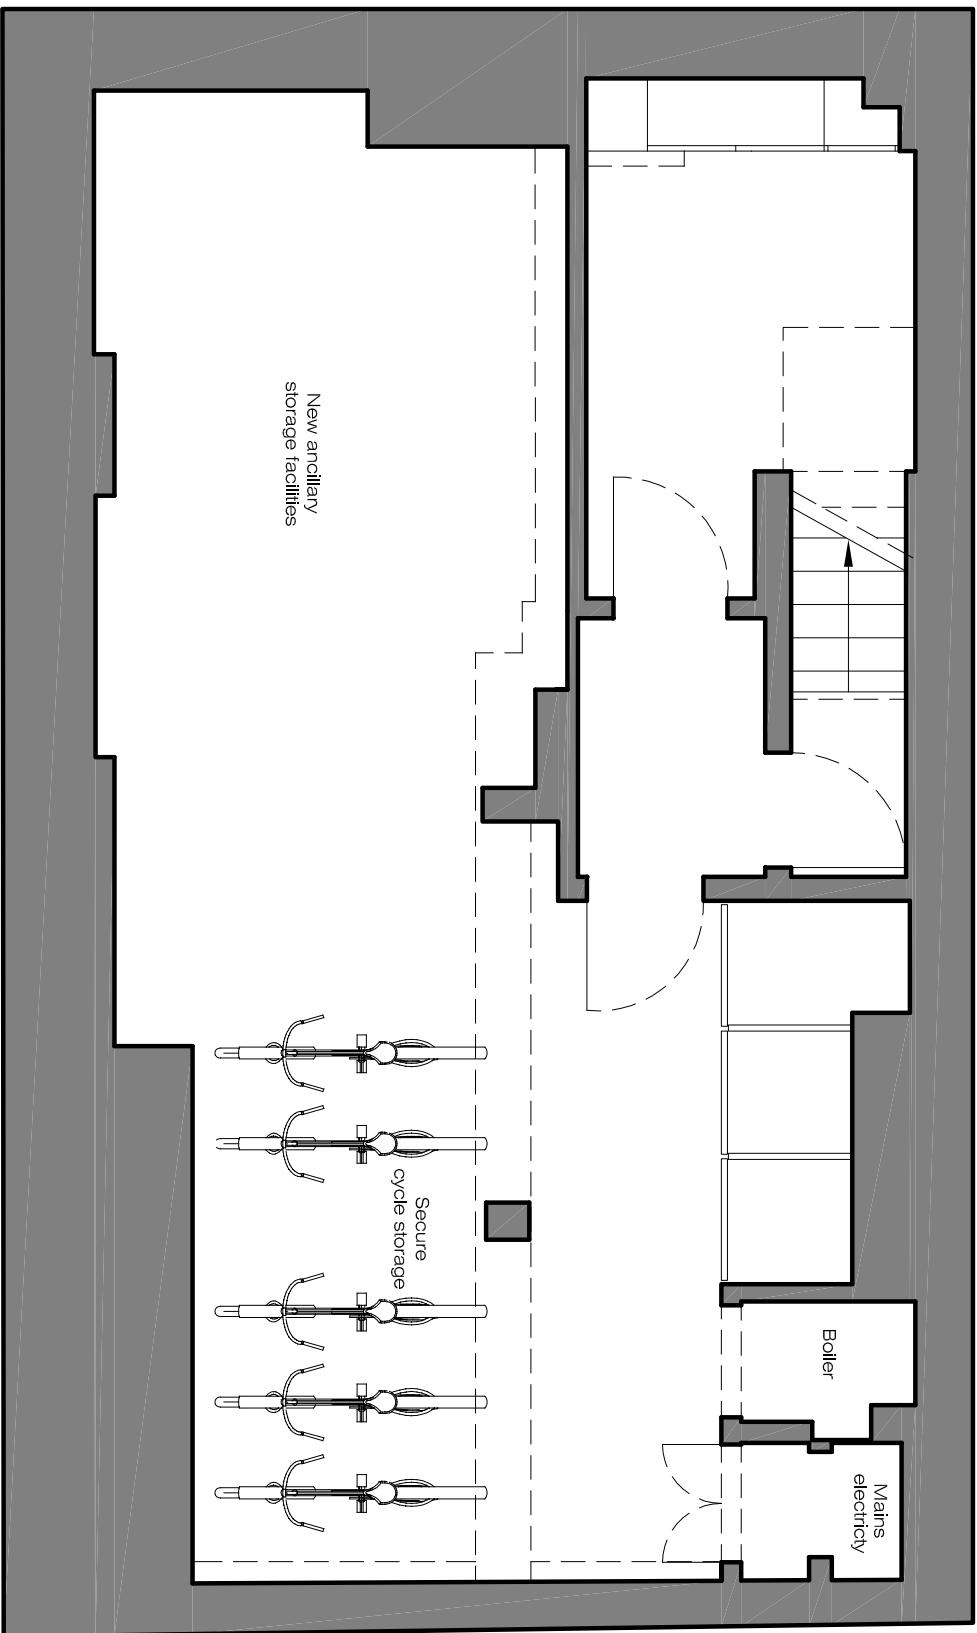 New ancillary
storage facilities
Secure
cycle storage
Boiler
Mains
electricty